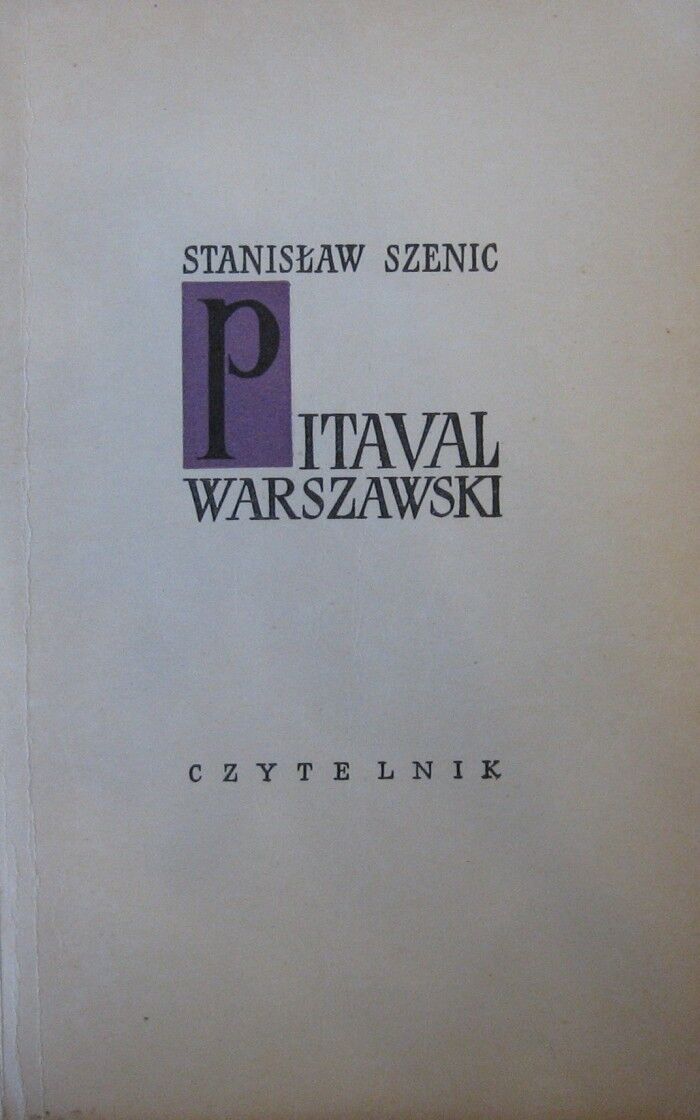 STANISŁAW SZENIC
PITAVAL
WARSZAWSKI
CZYTELNIK